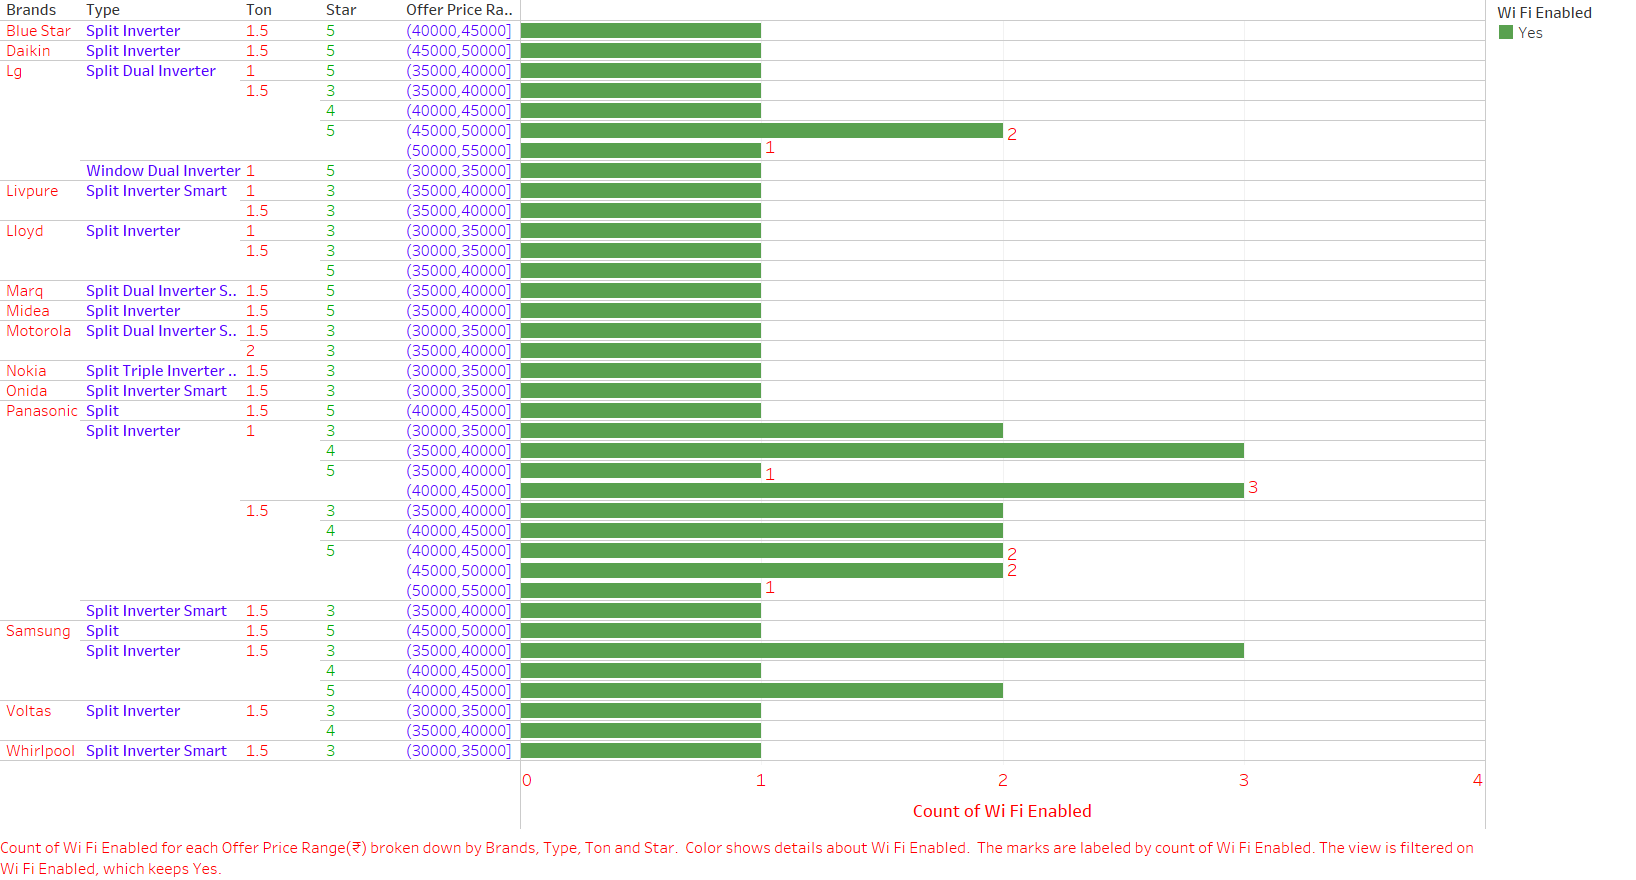 Brands Type Ton Star Offer Price Ra.. Wi Fi Enabled
Blue Star Split Inverter 1.5 5 (40000,45000] Yes
Daikin Split Inverter 1.5 5 (45000,50000]
Lg Split Dual Inverter 1 5 (35000,40000]
1.5 3 (35000,40000]
4 (40000,45000]
5 (45000,50000] 2
(50000,55000] 1
Window Dual Inverter 1 5 (30000,35000]
Livpure Split Inverter Smart 1 3 (35000,40000]
1.5 3 (35000,40000]
Lloyd Split Inverter 1 3 (30000,35000]
1.5 3 (30000,35000]
5 (35000,40000]
Marq Split Dual Inverter S.. 1.5 5 (35000,40000]
Midea Split Inverter 1.5 5 (35000,40000]
Motorola Split Dual Inverter S.. 1.5 3 (30000,35000]
2 3 (35000,40000]
Nokia Split Triple Inverter .. 1.5 3 (30000,35000]
Onida Split Inverter Smart 1.5 3 (30000,35000]
Panasonic Split 1.5 5 (40000,45000]
Split Inverter 1 3 (30000,35000]
4 (35000,40000]
5 (35000,40000] 1
(40000,45000] 3
1.5 3 (35000,40000]
4 (40000,45000]
5 (40000,45000] 2
(45000,50000] 2
(50000,55000] 1
Split Inverter Smart 1.5 3 (35000,40000]
Samsung Split 1.5 5 (45000,50000]
Split Inverter 1.5 3 (35000,40000]
4 (40000,45000]
5 (40000,45000]
Voltas Split Inverter 1.5 3 (30000,35000]
4 (35000,40000]
Whirlpool Split Inverter Smart 1.5 3 (30000,35000]
0 1 2 3 4
Count of Wi Fi Enabled
Count of Wi Fi Enabled for each Offer Price Range(₹) broken down by Brands, Type, Ton and Star. Color shows details about Wi Fi Enabled. The marks are labeled by count of Wi Fi Enabled. The view is filtered on
Wi Fi Enabled, which keeps Yes.